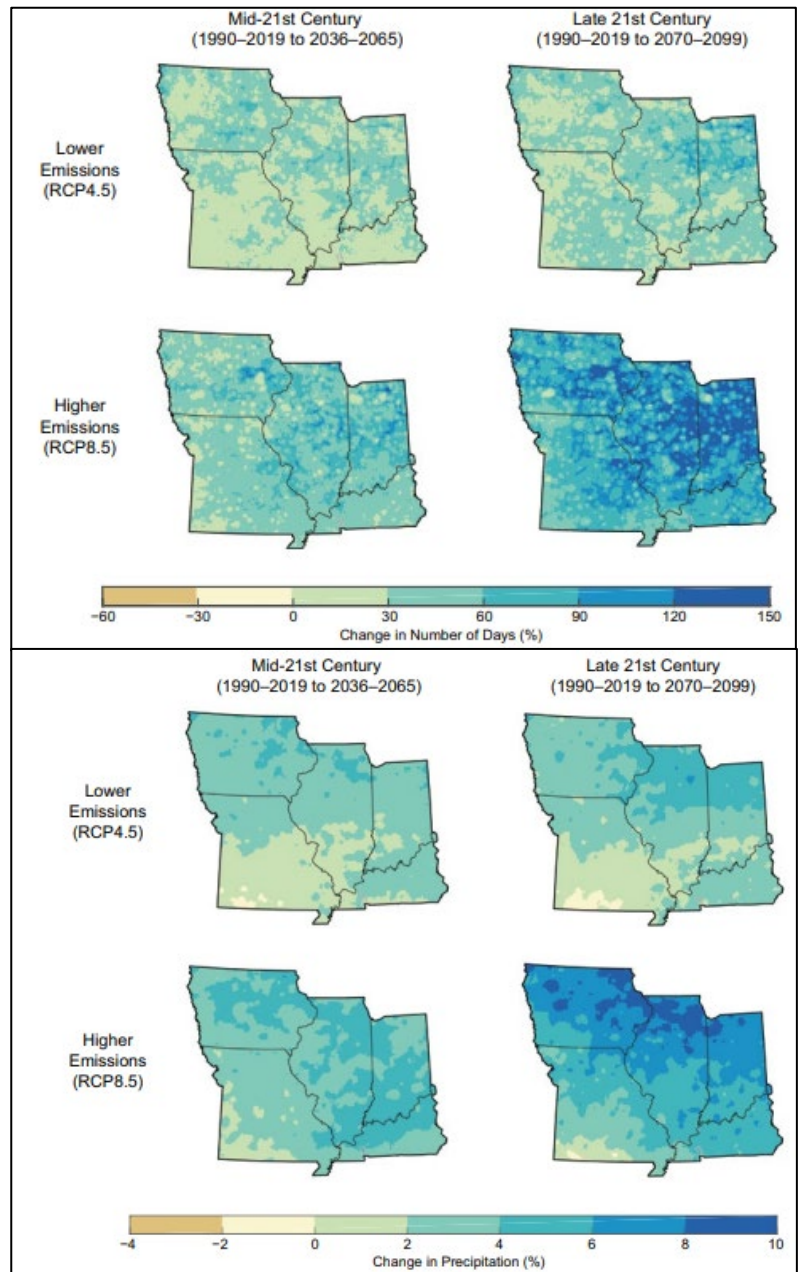 Mid-21st Century
(1990–2019 to 2036–2065)
Late 21st Century
(1990–2019 to 2070–2099)
Lower
Emissions
(RCP4.5)
Higher
Emissions
(RCP8.5)
−60
−30
0
30
60
90
120
150
Change in Number of Days (%)
Mid-21st Century
(1990–2019 to 2036–2065)
Late 21st Century
(1990–2019 to 2070–2099)
Lower
Emissions
(RCP4.5)
Higher
Emissions
(RCP8.5)
−4
−2
0
2
4
6
8
10
Change in Precipitation (%)